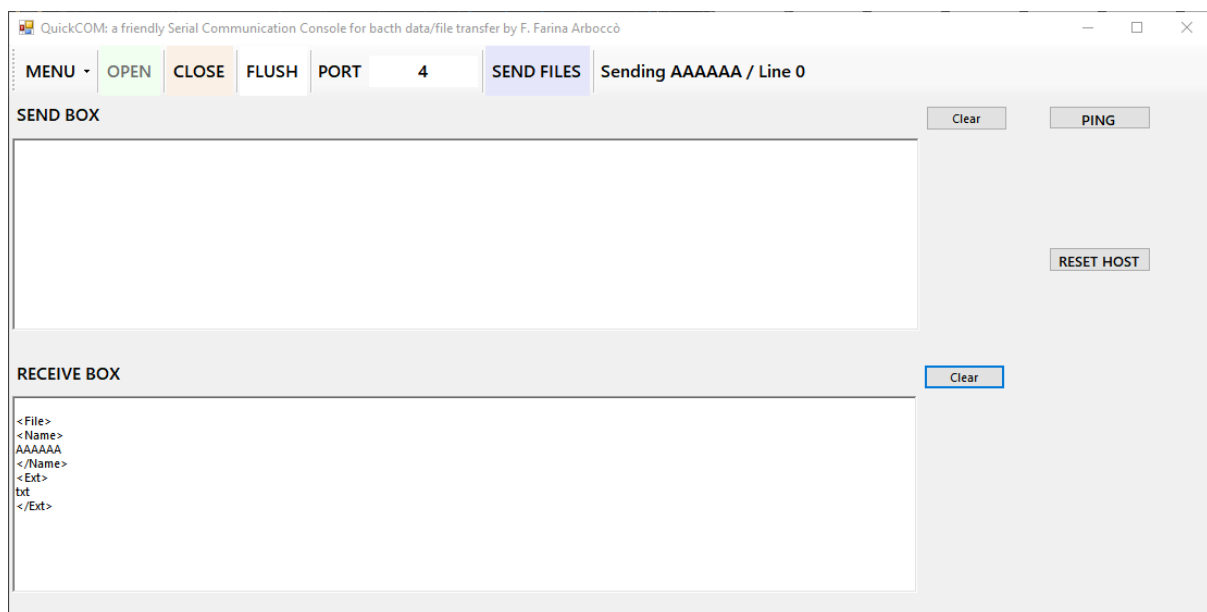 QuickCOM: a friendly Serial Communication Console for bacth data/file transfer by F. Farina Arboccò
MENU OPEN CLOSE FLUSH PORT 4 SEND FILES Sending AAAAAA / Line 0
SEND BOX Clear PING
RESET HOST
RECEIVE BOX Clear
<File>
<Name>
AAAAAA
</Name>
<Ext>
txt
</Ext>